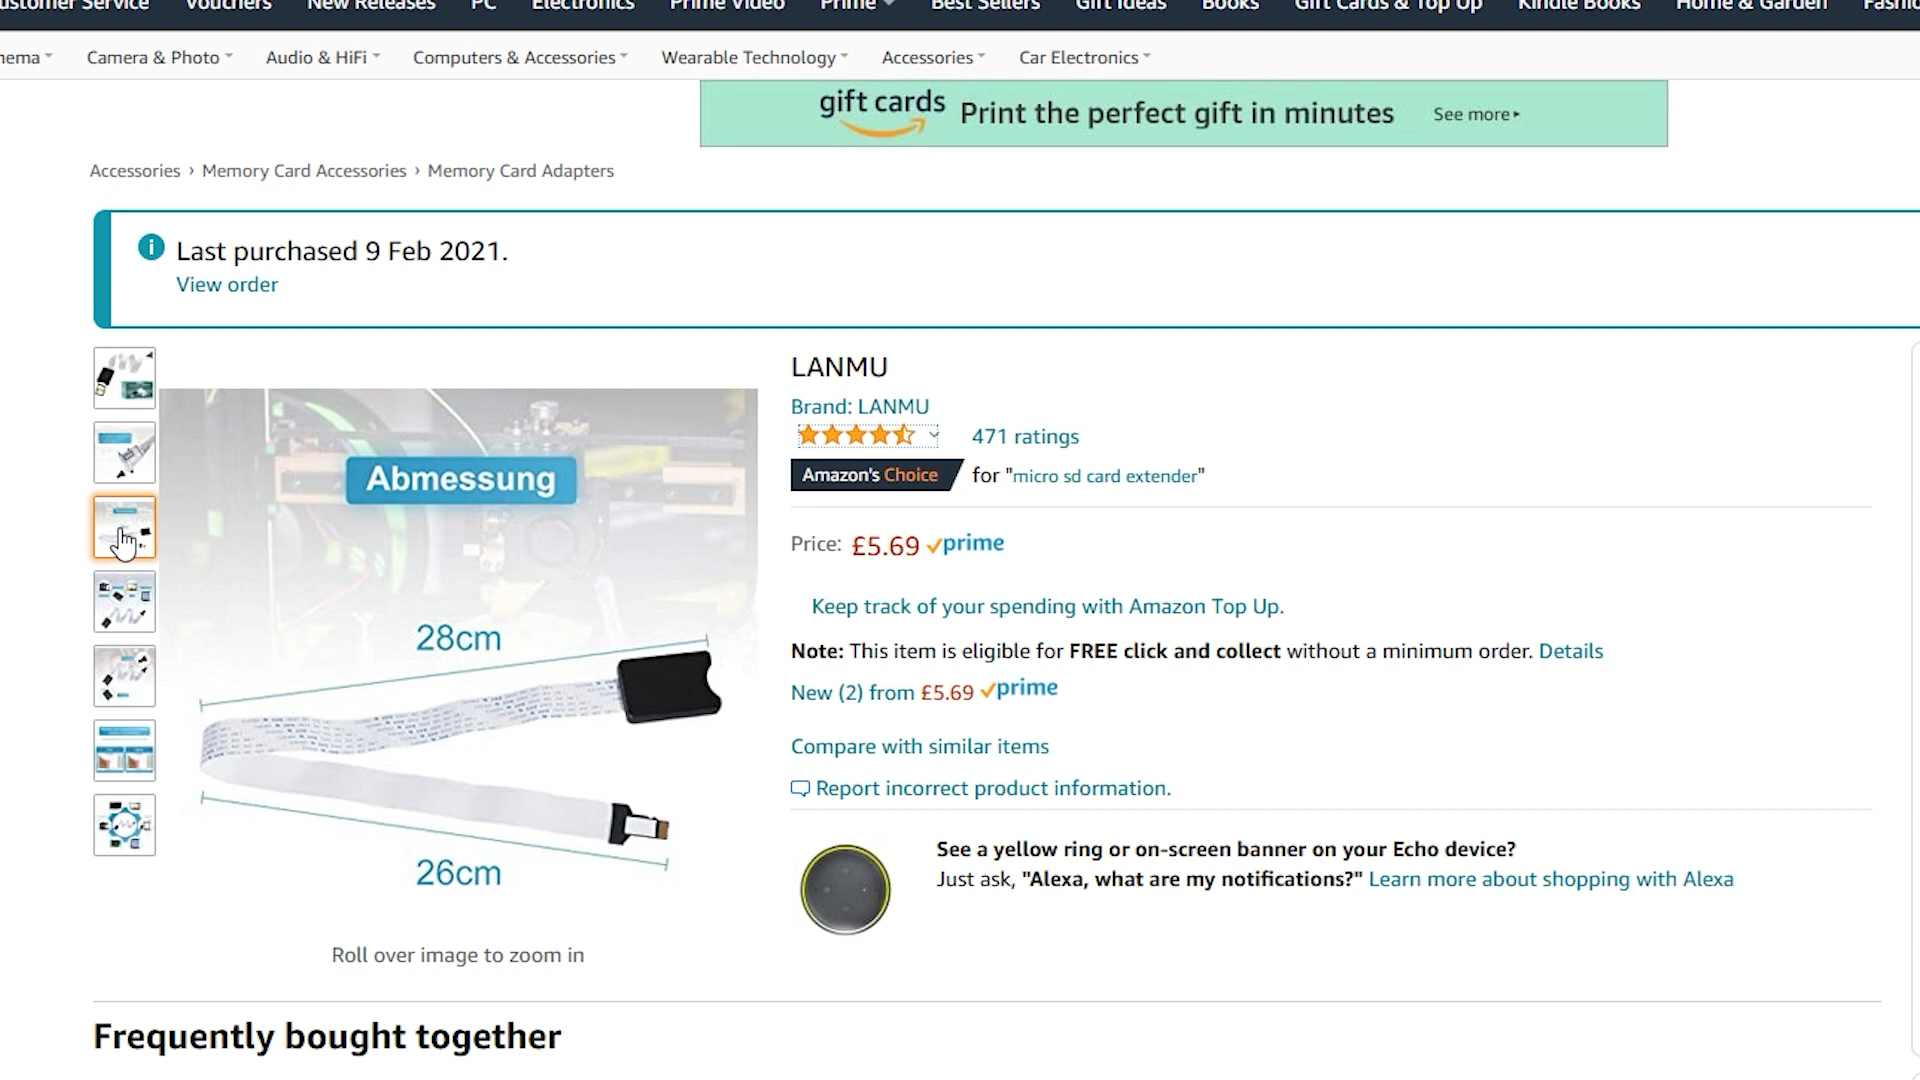 Customer Service Vouchers New Releases PC Electronics Prime Video Prime Best Sellers Gift Ideas Books Gift Cards & Top Up Kindle Books Home & Garden
Camera & Photo Audio & HiFi Computers & Accessories Wearable Technology Accessories Car Electronics
gift cards Print the perfect gift in minutes See more
Accessories › Memory Card Accessories › Memory Card Adapters
Last purchased 9 Feb 2021.
View order
LANMU
Brand: LANMU
471 ratings
Amazon's Choice for "micro sd card extender"
Abmessung
Price: £5.69 prime
Keep track of your spending with Amazon Top Up.
Note: This item is eligible for FREE click and collect without a minimum order. Details
New (2) from £5.69 prime
28cm
Compare with similar items
Report incorrect product information.
26cm
See a yellow ring or on-screen banner on your Echo device?
Just ask, "Alexa, what are my notifications?" Learn more about shopping with Alexa
Roll over image to zoom in
Frequently bought together